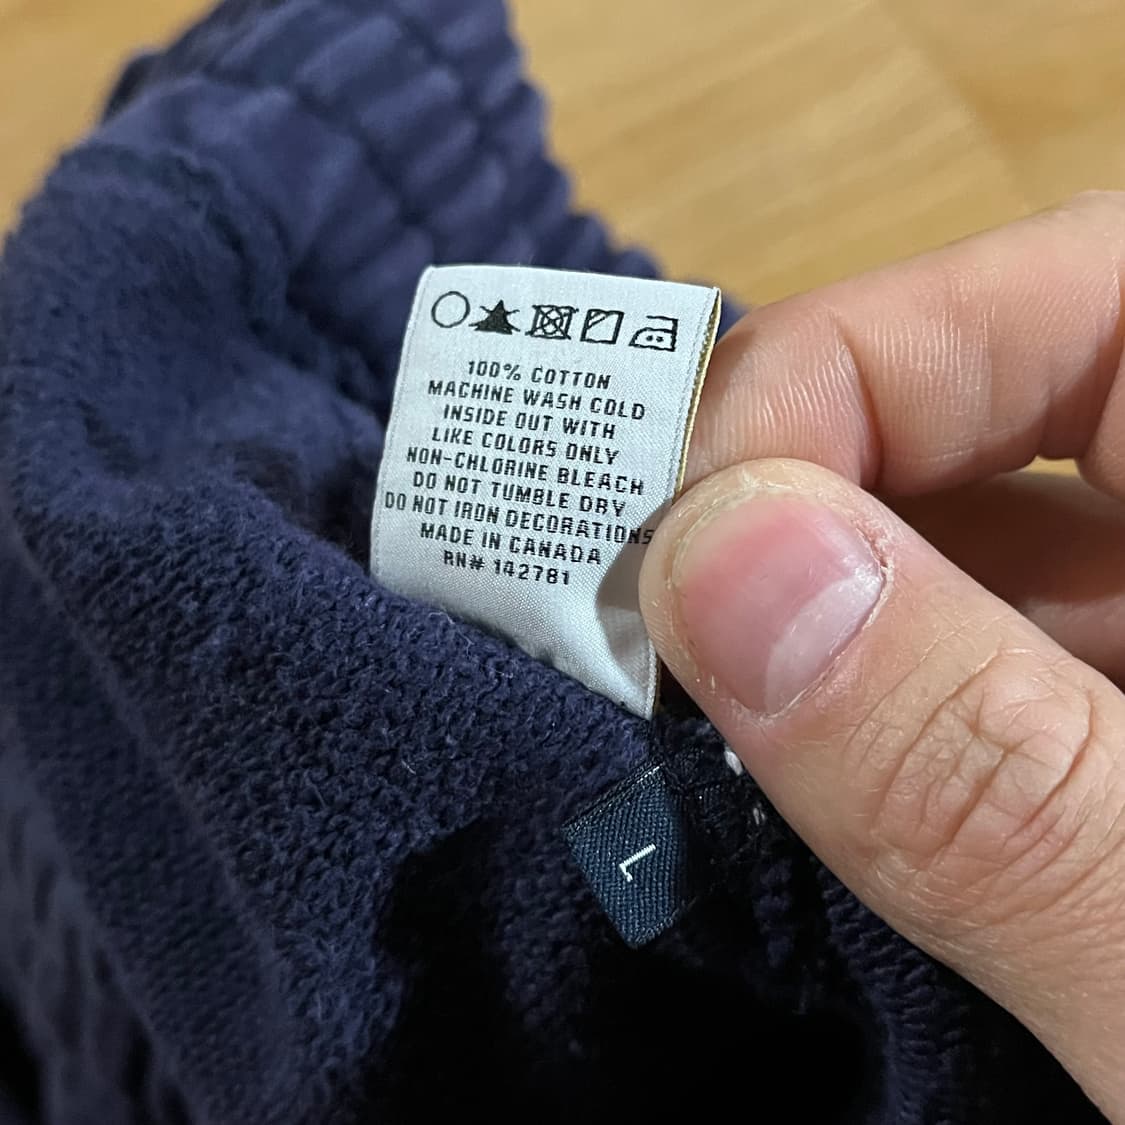 100% COTTON
MACHINE WASH COLD
INSIDE OUT WITH
LIKE COLORS ONLY
NON-CHLORINE BLEACH
DO NOT TUMBLE DRY
DO NOT IRON DECORATIONS
MADE IN CANADA
RN# 142781
L